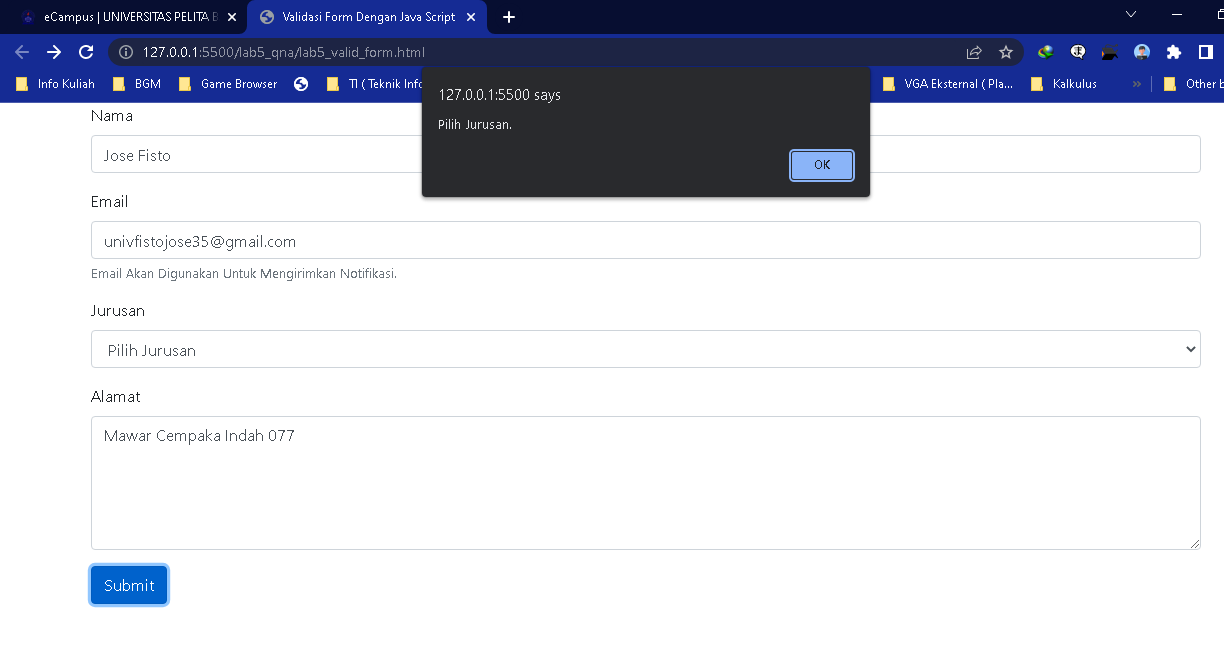 eCampus | UNIVERSITAS PELITA B
Validasi Form Dengan Java Script
127.0.0.1:5500/lab5_qna/lab5_valid_form.html
Info Kuliah BGM Game Browser TI ( Teknik Info VGA Eksternal ( Pla... Kalkulus » Other b
127.0.0.1:5500 says
Pilih Jurusan.
OK
Nama
Jose Fisto
Email
univfistojose35@gmail.com
Email Akan Digunakan Untuk Mengirimkan Notifikasi.
Jurusan
Pilih Jurusan
Alamat
Mawar Cempaka Indah 077
Submit